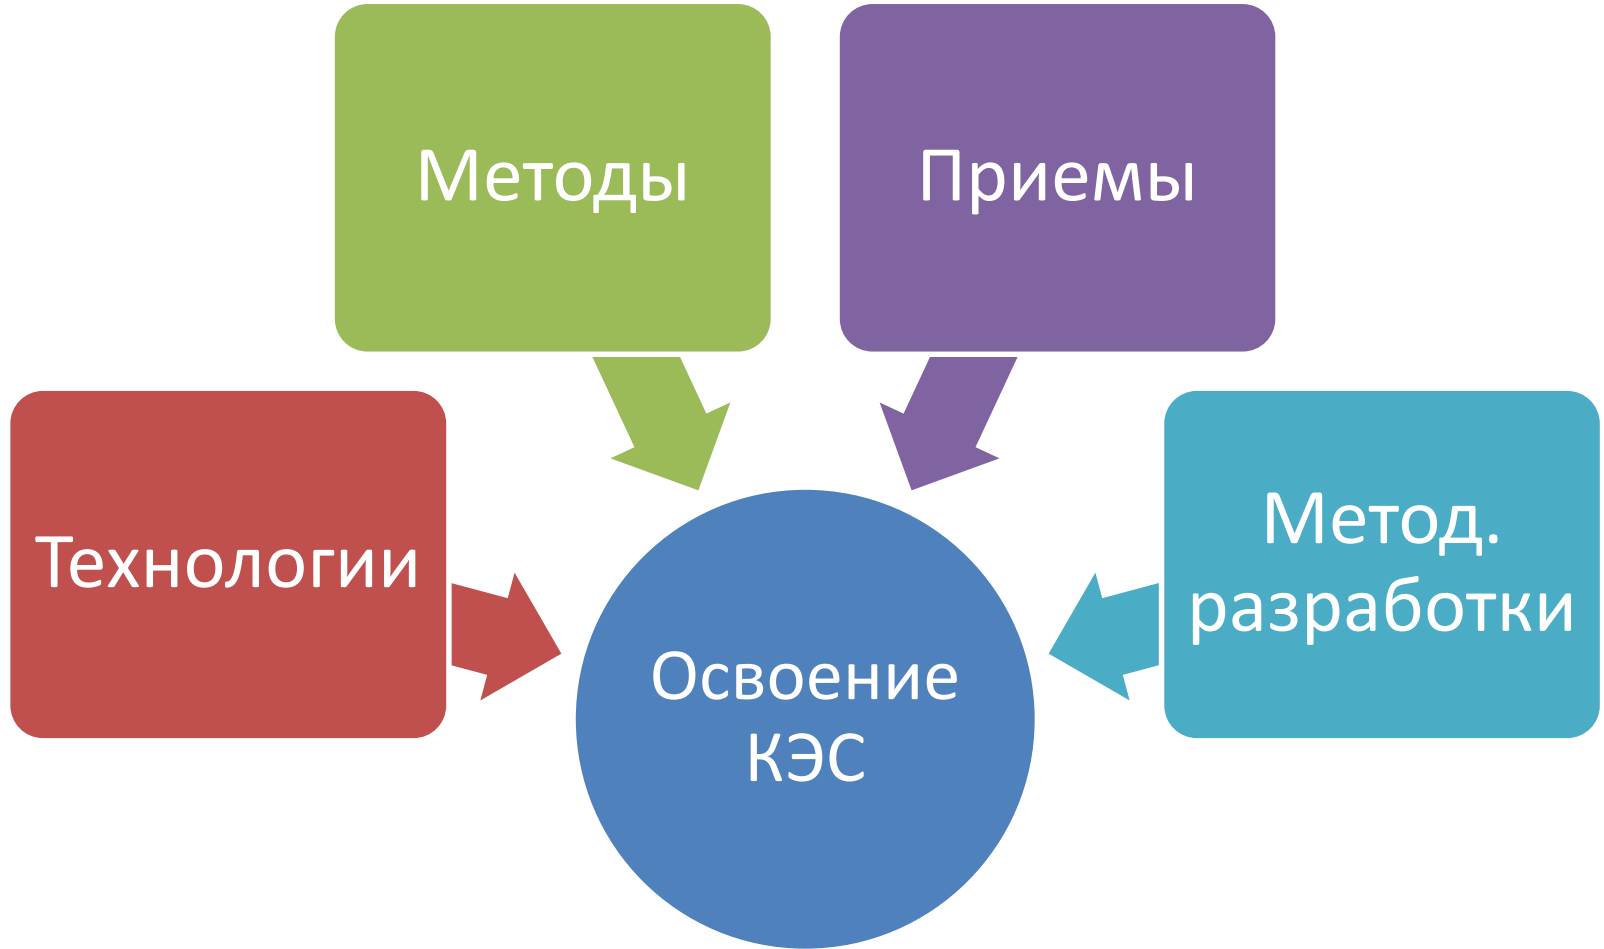 Методы
Приемы
Технологии
Метод.
разработки
Освоение
КЭС